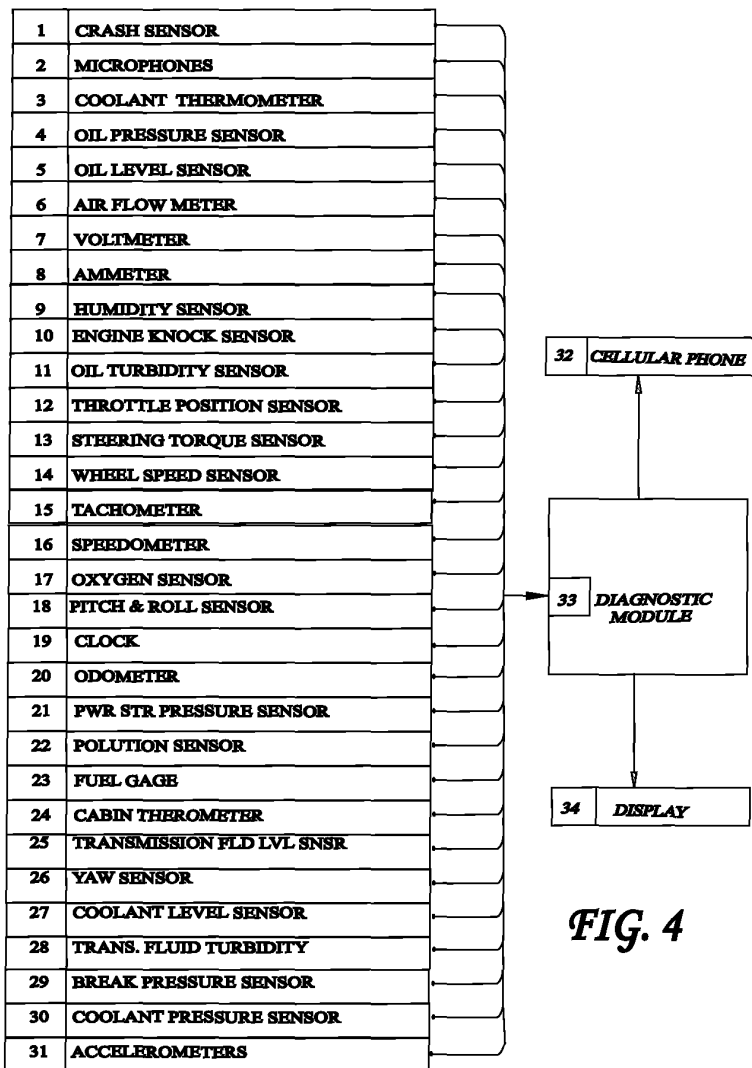 1 CRASH SENSOR
2 MICROPHONES
3 COOLANT THERMOMETER
4 OIL PRESSURE SENSOR
5 OIL LEVEL SENSOR
6 AIR FLOW METER
7 VOLTMETER
8 AMMETER
9 HUMIDITY SENSOR
10 ENGINE KNOCK SENSOR
11 OIL TURBIDITY SENSOR
12 THROTTLE POSITION SENSOR
13 STEERING TORQUE SENSOR
14 WHEEL SPEED SENSOR
15 TACHOMETER
16 SPEEDOMETER
17 OXYGEN SENSOR
18 PITCH & ROLL SENSOR
19 CLOCK
20 ODOMETER
21 PWR STR PRESSURE SENSOR
22 POLUTION SENSOR
23 FUEL GAGE
24 CABIN THEROMETER
25 TRANSMISSION FLD LVL SNSR
26 YAW SENSOR
27 COOLANT LEVEL SENSOR
28 TRANS. FLUID TURBIDITY
29 BREAK PRESSURE SENSOR
30 COOLANT PRESSURE SENSOR
31 ACCELEROMETERS
32 CELLULAR PHONE
33 DIAGNOSTIC
MODULE
34 DISPLAY
FIG. 4